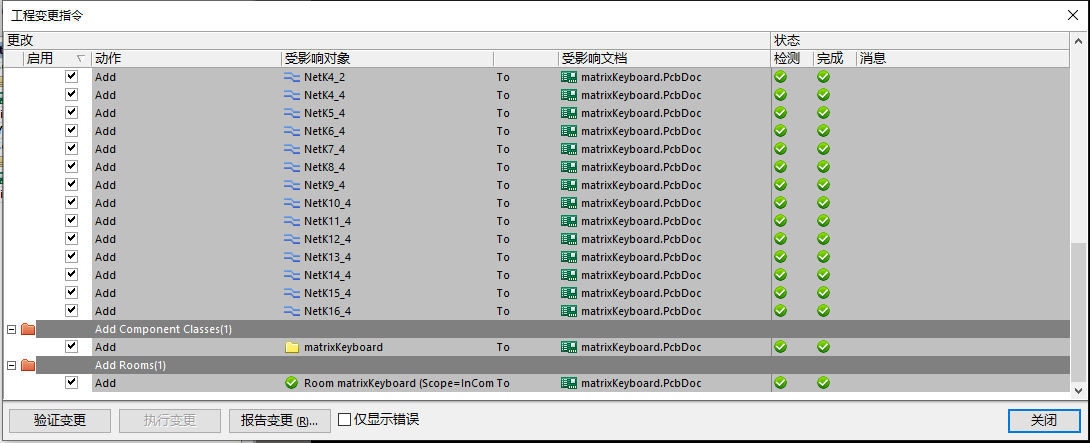 工程变更指令
更改 状态
启用 动作 受影响对象 受影响文档 检测 完成 消息
Add NetK4_2 To matrixKeyboard.PcbDoc
Add NetK4_4 To matrixKeyboard.PcbDoc
Add NetK5_4 To matrixKeyboard.PcbDoc
Add NetK6_4 To matrixKeyboard.PcbDoc
Add NetK7_4 To matrixKeyboard.PcbDoc
Add NetK8_4 To matrixKeyboard.PcbDoc
Add NetK9_4 To matrixKeyboard.PcbDoc
Add NetK10_4 To matrixKeyboard.PcbDoc
Add NetK11_4 To matrixKeyboard.PcbDoc
Add NetK12_4 To matrixKeyboard.PcbDoc
Add NetK13_4 To matrixKeyboard.PcbDoc
Add NetK14_4 To matrixKeyboard.PcbDoc
Add NetK15_4 To matrixKeyboard.PcbDoc
Add NetK16_4 To matrixKeyboard.PcbDoc
Add Component Classes(1)
Add matrixKeyboard To matrixKeyboard.PcbDoc
Add Rooms(1)
Add Room matrixKeyboard (Scope=InCom To matrixKeyboard.PcbDoc
验证变更 执行变更 报告变更 (R)... 仅显示错误 关闭